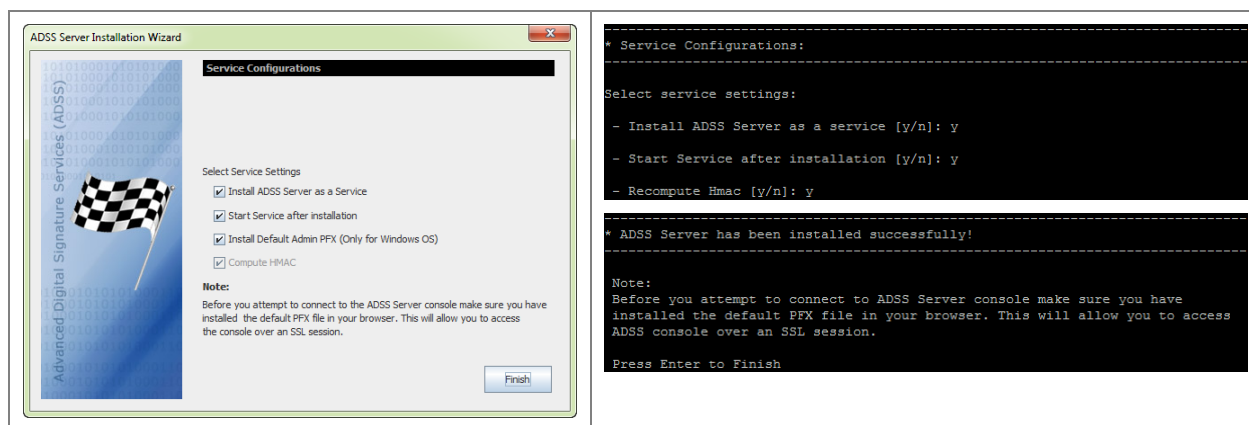 ADSS Server Installation Wizard
Advanced Digital Signature Services (ADSS)
Service Configurations
Select Service Settings
Install ADSS Server as a Service
Start Service after installation
Install Default Admin PFX (Only for Windows OS)
Compute HMAC
Note:
Before you attempt to connect to the ADSS Server console make sure you have
installed the default PFX file in your browser. This will allow you to access
the console over an SSL session.
Finish
* Service Configurations:
Select service settings:
- Install ADSS Server as a service [y/n]: y
- Start Service after installation [y/n]: y
- Recompute Hmac [y/n]: y
* ADSS Server has been installed successfully!
Note:
Before you attempt to connect to ADSS Server console make sure you have
installed the default PFX file in your browser. This will allow you to access
ADSS console over an SSL session.
Press Enter to Finish